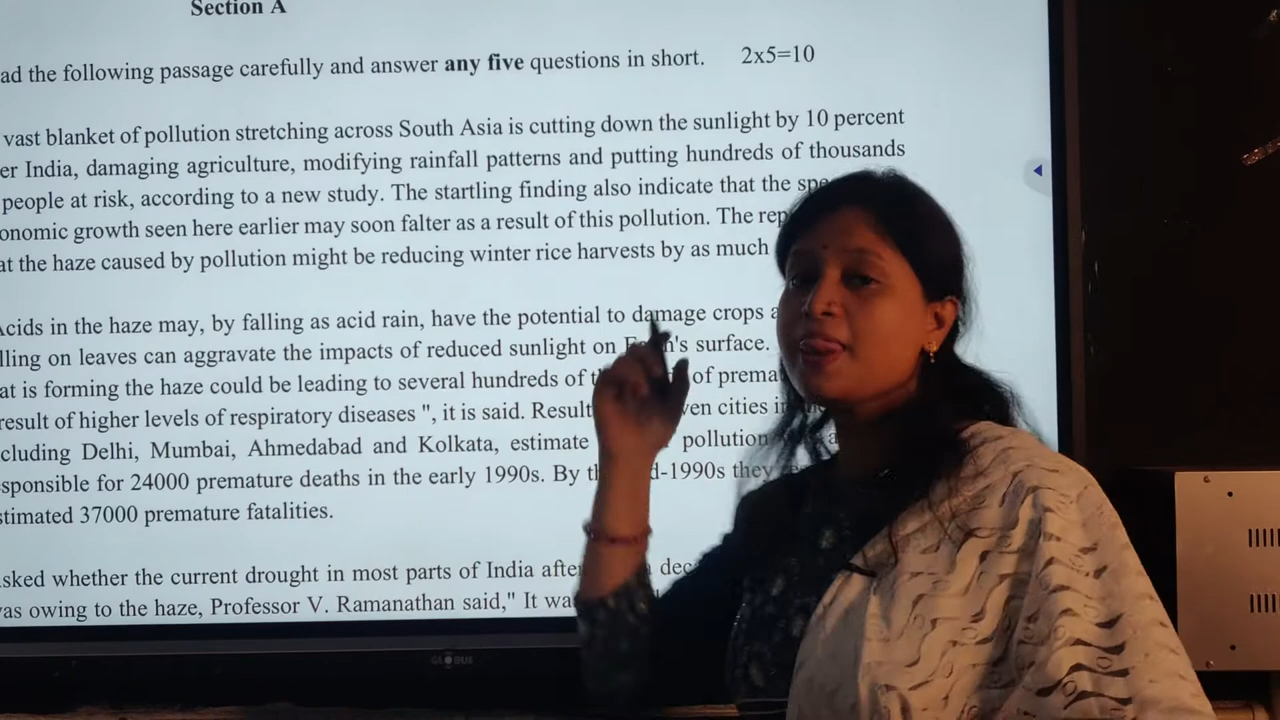 Section A
ad the following passage carefully and answer any five questions in short. 2x5=10
vast blanket of pollution stretching across South Asia is cutting down the sunlight by 10 percent
er India, damaging agriculture, modifying rainfall patterns and putting hundreds of thousands
people at risk, according to a new study. The startling finding also indicate that the spe
onomic growth seen here earlier may soon falter as a result of this pollution. The rep
at the haze caused by pollution might be reducing winter rice harvests by as much
Acids in the haze may, by falling as acid rain, have the potential to damage crops a
lling on leaves can aggravate the impacts of reduced sunlight on 's surface.
at is forming the haze could be leading to several hundreds of of premat
result of higher levels of respiratory diseases ", it is said. Result ven cities i
cluding Delhi, Mumbai, Ahmedabad and Kolkata, estimate pollution a
sponsible for 24000 premature deaths in the early 1990s. By th d-1990s they
stimated 37000 premature fatalities.
sked whether the current drought in most parts of India afte dec
as owing to the haze, Professor V. Ramanathan said," It wa
GLOBUS